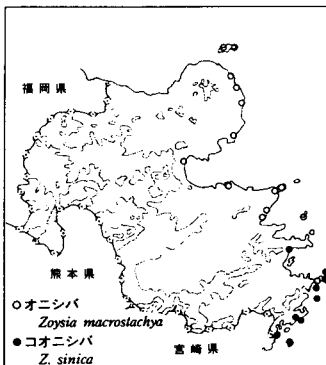 福岡県
熊本県
○オニシバ
Zoysia macrostachya
●コオニシバ
Z. sinica
宮崎県